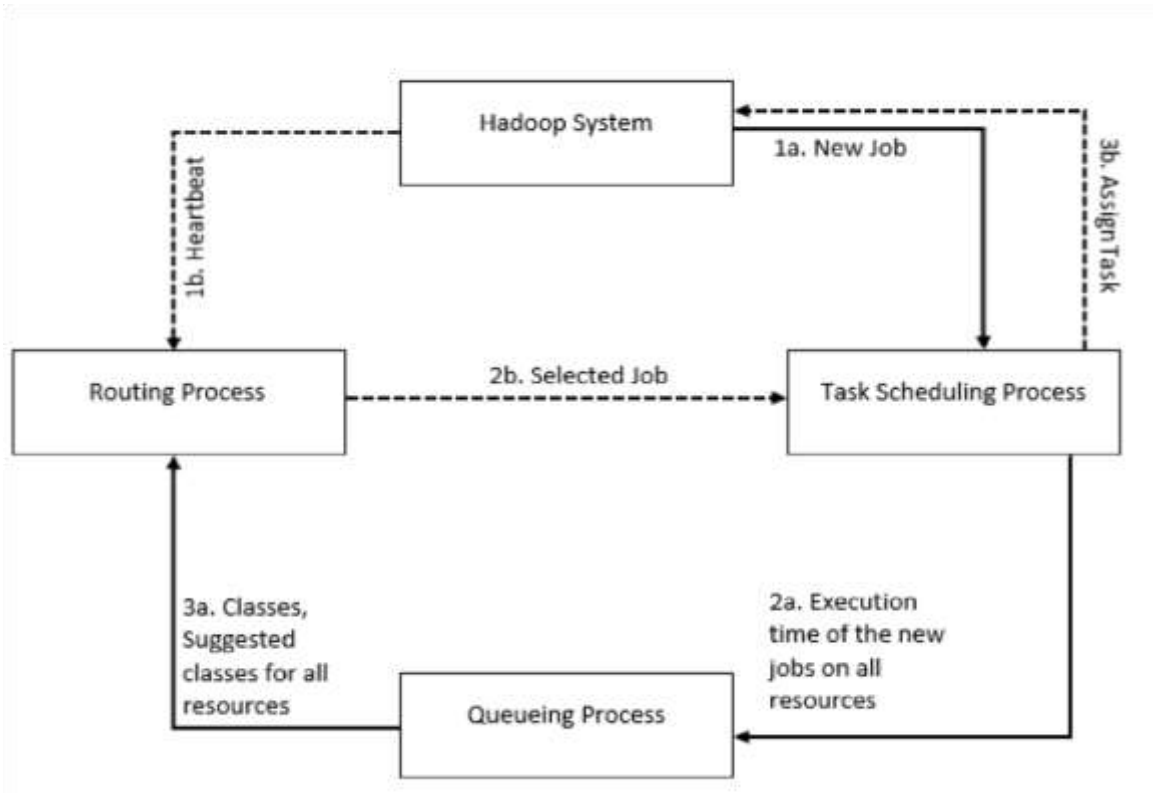 Hadoop System
1a. New Job
3b. Assign Task
1b. Heartbeat
Routing Process
2b. Selected Job
Task Scheduling Process
3a. Classes,
Suggested
classes for all
resources
2a. Execution
time of the new
jobs on all
resources
Queueing Process